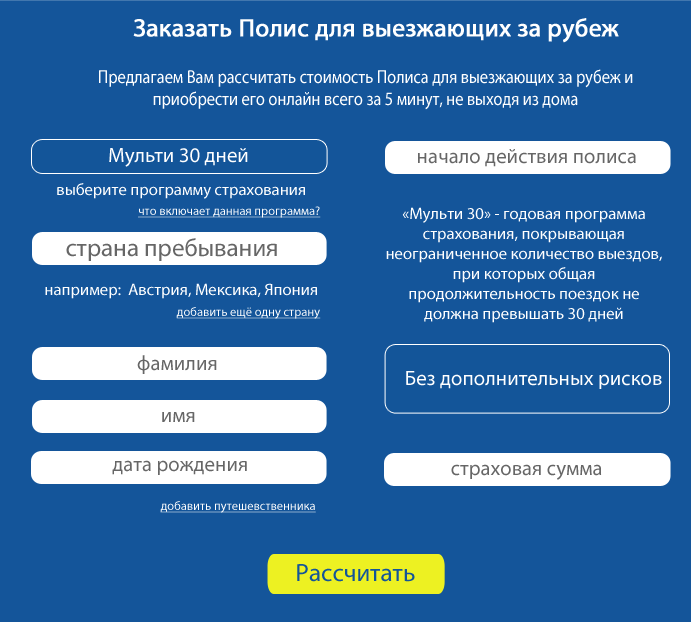 Заказать Полис для выезжающих за рубеж
Предлагаем Вам рассчитать стоимость Полиса для выезжающих за рубеж и
приобрести его онлайн всего за 5 минут, не выходя из дома
Мульти 30 дней
выберите программу страхования
что включает данная программа?
страна пребывания
например: Австрия, Мексика, Япония
добавить ещё одну страну
фамилия
имя
дата рождения
добавить путешевственника
начало действия полиса
«Мульти 30» - годовая программа
страхования, покрывающая
неограниченное количество выездов,
при которых общая
продолжительность поездок не
должна превышать 30 дней
Без дополнительных рисков
страховая сумма
Рассчитать